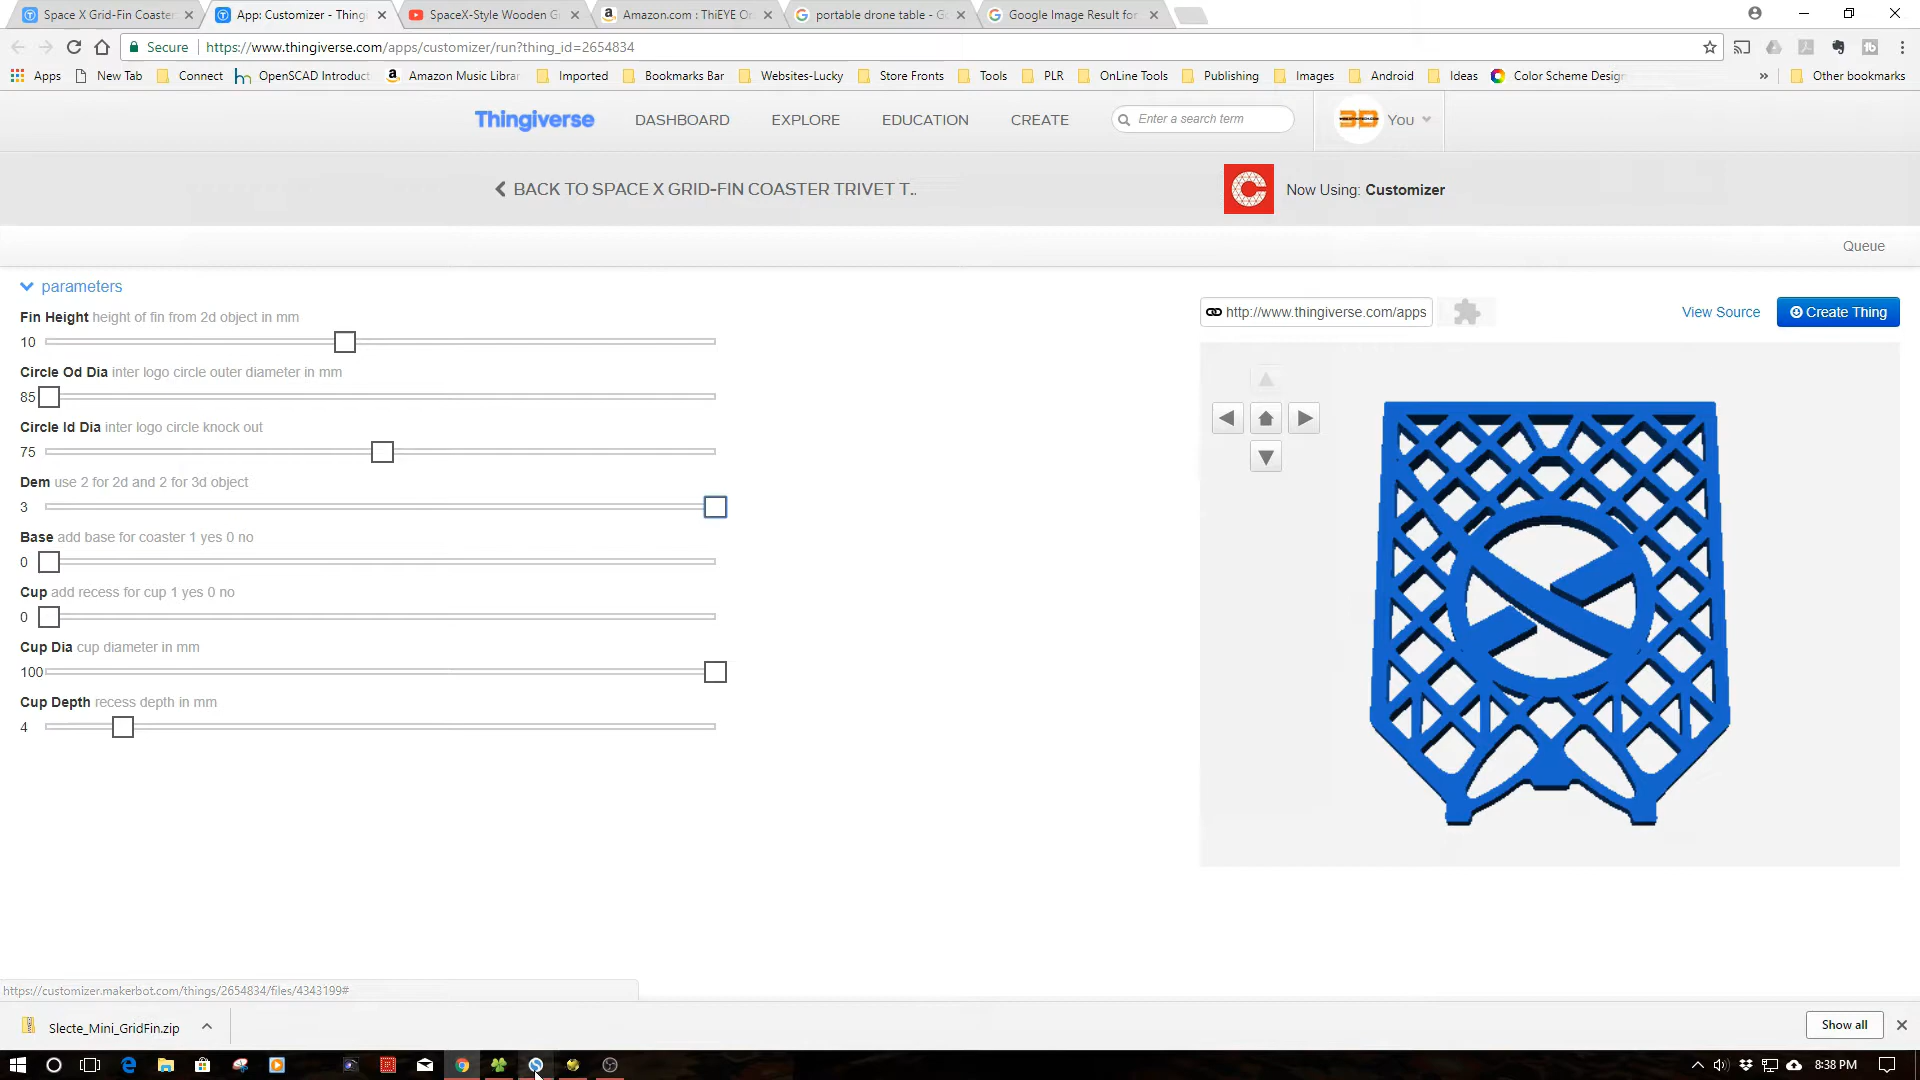 Space X Grid-Fin Coaster
App: Customizer - Thing
SpaceX-Style Wooden G
Amazon.com : ThiEYE O
portable drone table - G
Google Image Result for
Secure
https://www.thingiverse.com/apps/customizer/run?thing_id=2654834
Apps
New Tab
Connect
OpenSCAD Introduct
Amazon Music Librar
Imported
Bookmarks Bar
Websites-Lucky
Store Fronts
Tools
PLR
OnLine Tools
Publishing
Images
Android
Ideas
Color Scheme Design
»
Other bookmarks
Thingiverse
DASHBOARD
EXPLORE
EDUCATION
CREATE
Enter a search term
3D
You
BACK TO SPACE X GRID-FIN COASTER TRIVET T..
Now Using: Customizer
Queue
parameters
Fin Height height of fin from 2d object in mm
10
Circle Od Dia inter logo circle outer diameter in mm
85
Circle Id Dia inter logo circle knock out
75
Dem use 2 for 2d and 2 for 3d object
3
Base add base for coaster 1 yes 0 no
0
Cup add recess for cup 1 yes 0 no
0
Cup Dia cup diameter in mm
100
Cup Depth recess depth in mm
4
http://www.thingiverse.com/apps
View Source
Create Thing
https://customizer.makerbot.com/things/2654834/files/4343199#
Slecte_Mini_GridFin.zip
Show all
8:38 PM